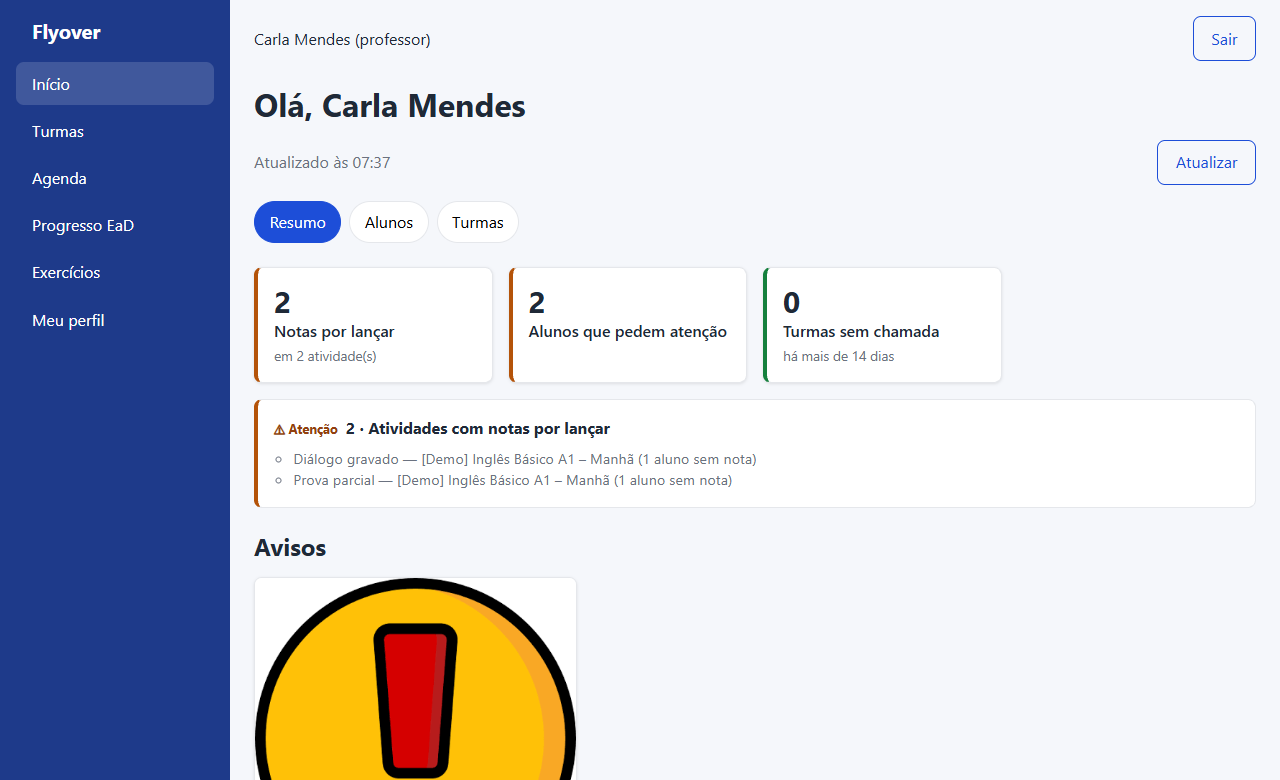 Flyover
Início
Turmas
Agenda
Progresso EaD
Exercícios
Meu perfil
Carla Mendes (professor)
Sair
Olá, Carla Mendes
Atualizado às 07:37
Atualizar
Resumo
Alunos
Turmas
2
Notas por lançar
em 2 atividade(s)
2
Alunos que pedem atenção
0
Turmas sem chamada
há mais de 14 dias
⚠ Atenção 2 · Atividades com notas por lançar
Diálogo gravado — [Demo] Inglês Básico A1 – Manhã (1 aluno sem nota)
Prova parcial — [Demo] Inglês Básico A1 – Manhã (1 aluno sem nota)
Avisos